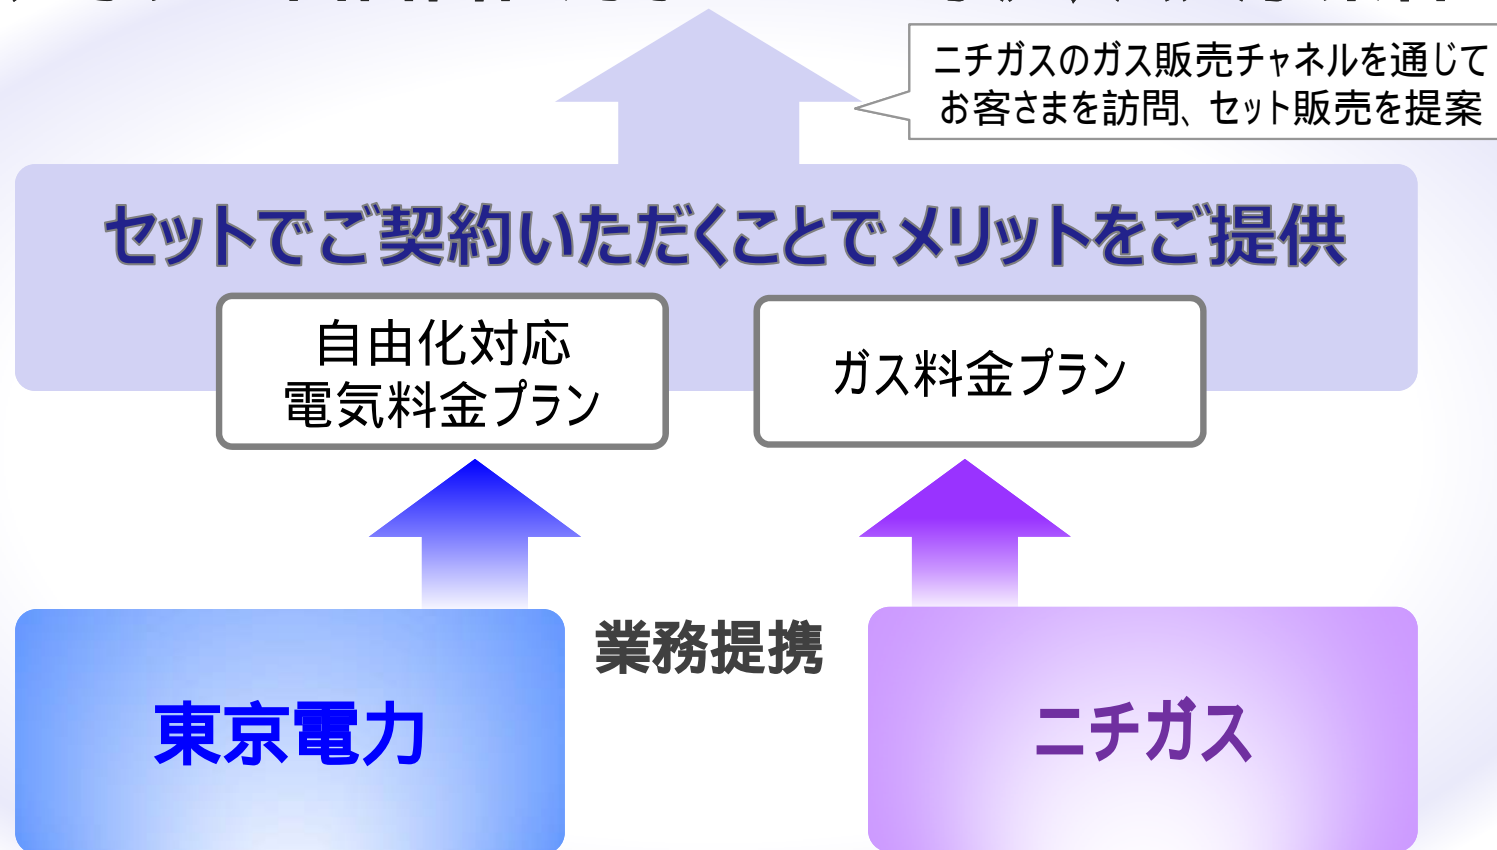 ニチガスのガス販売チャネルを通じて
お客さまを訪問、セット販売を提案
セットでご契約いただくことでメリットをご提供
自由化対応
電気料金プラン
ガス料金プラン
業務提携
東京電力
ニチガス